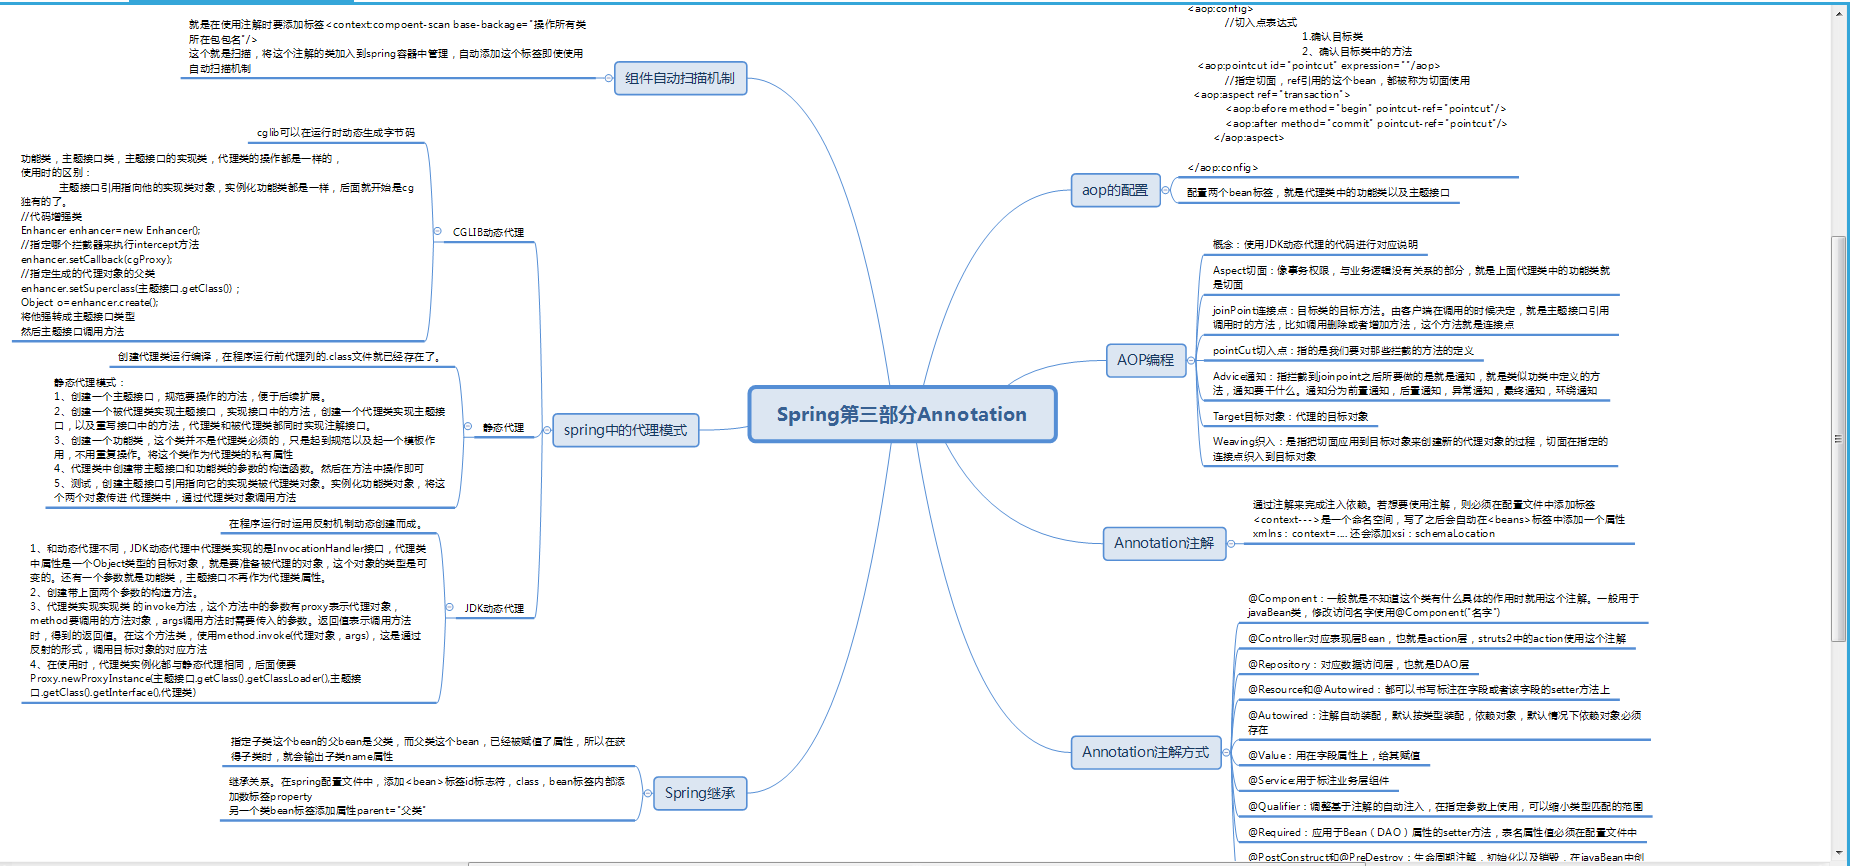 就是在使用注解时要添加标签<context:compoent-scan base-backage="操作所有类
所在包包名"/>
这个就是扫描，将这个注解的类加入到spring容器中管理，自动添加这个标签即使使用
自动扫描机制
组件自动扫描机制
cglib可以在运行时动态生成字节码
功能类，主题接口类，主题接口的实现类，代理类的操作都是一样的，
使用时的区别：
主题接口引用指向他的实现类对象，实例化功能类都是一样，后面就开始是cg
独有的了。
//代码增强类
Enhancer enhancer=new Enhancer();
//指定哪个拦截器来执行intercept方法
enhancer.setCallback(cgProxy);
//指定生成的代理对象的父类
enhancer.setSuperclass(主题接口.getClass())；
Object o=enhancer.create();
将他强转成主题接口类型
然后主题接口调用方法
CGLIB动态代理
创建代理类运行编译，在程序运行前代理列的.class文件就已经存在了。
静态代理模式：
1、创建一个主题接口，规范要操作的方法，便于后续扩展。
2、创建一个被代理类实现主题接口，实现接口中的方法，创建一个代理类实现主题接
口，以及重写接口中的方法，代理类和被代理类都同时实现注解接口。
3、创建一个功能类，这个类并不是代理类必须的，只是起到规范以及起一个模板作
用，不用重复操作。将这个类作为代理类的私有属性
4、代理类中创建带主题接口和功能类的参数的构造函数。然后在方法中操作即可
5、测试，创建主题接口引用指向它的实现类被代理类对象。实例化功能类对象，将这
个两个对象传进 代理类中，通过代理类对象调用方法
静态代理
spring中的代理模式
在程序运行时运用反射机制动态创建而成。
1、和动态代理不同，JDK动态代理中代理类实现的是InvocationHandler接口，代理类
中属性是一个Object类型的目标对象，就是要准备被代理的对象，这个对象的类型是可
变的。还有一个参数就是功能类，主题接口不再作为代理类属性。
2、创建带上面两个参数的构造方法。
3、代理类实现实现类 的invoke方法，这个方法中的参数有proxy表示代理对象，
method要调用的方法对象，args调用方法时需要传入的参数。返回值表示调用方法
时，得到的返回值。在这个方法类，使用method.invoke(代理对象，args)，这是通过
反射的形式，调用目标对象的对应方法
4、在使用时，代理类实例化都与静态代理相同，后面便要
Proxy.newProxyInstance(主题接口.getClass().getClassLoader(),主题接
口.getClass().getInterface(),代理类)
JDK动态代理
指定子类这个bean的父bean是父类，而父类这个bean，已经被赋值了属性，所以在获
得子类时，就会输出子类name属性
继承关系。在spring配置文件中，添加<bean>标签id标志符，class，bean标签内部添
加数标签property
另一个类bean标签添加属性parent="父类"
Spring继承
Spring第三部分Annotation
<aop:config>
//切入点表达式
1.确认目标类
2、确认目标类中的方法
<aop:pointcut id="pointcut" expression=""/aop>
//指定切面，ref引用的这个bean，都被称为切面使用
<aop:aspect ref="transaction">
<aop:before method="begin" pointcut-ref="pointcut"/>
<aop:after method="commit" pointcut-ref="pointcut"/>
</aop:aspect>
</aop:config>
aop的配置
配置两个bean标签，就是代理类中的功能类以及主题接口
概念：使用JDK动态代理的代码进行对应说明
Aspect切面：像事务权限，与业务逻辑没有关系的部分，就是上面代理类中的功能类就
是切面
joinPoint连接点：目标类的目标方法。由客户端在调用的时候决定，就是主题接口引用
调用时的方法，比如调用删除或者增加方法，这个方法就是连接点
pointCut切入点：指的是我们要对那些拦截的方法的定义
AOP编程
Advice通知：指拦截到joinpoint之后所要做的是就是通知，就是类似功类中定义的方
法，通知要干什么。通知分为前置通知，后置通知，异常通知，最终通知，环绕通知
Target目标对象：代理的目标对象
Weaving织入：是指把切面应用到目标对象来创建新的代理对象的过程，切面在指定的
连接点织入到目标对象
通过注解来完成注入依赖。若想要使用注解，则必须在配置文件中添加标签
<context--->是一个命名空间，写了之后会自动在<beans>标签中添加一个属性
xmlns：context=.... 还会添加xsi：schemaLocation
Annotation注解
@Component：一般就是不知道这个类有什么具体的作用时就用这个注解。一般用于
javaBean类，修改访问名字使用@Component("名字")
@Controller:对应表现层Bean，也就是action层，struts2中的action使用这个注解
@Repository：对应数据访问层，也就是DAO层
@Resource和@Autowired：都可以书写标注在字段或者该字段的setter方法上
@Autowired：注解自动装配，默认按类型装配，依赖对象，默认情况下依赖对象必须
存在
Annotation注解方式
@Value：用在字段属性上，给其赋值
@Service:用于标注业务层组件
@Qualifier：调整基于注解的自动注入，在指定参数上使用，可以缩小类型匹配的范围
@Required：应用于Bean（DAO）属性的setter方法，表名属性值必须在配置文件中
@PostConstruct和@PreDestroy：生命周期注解，初始化以及销毁，在javaBean中创